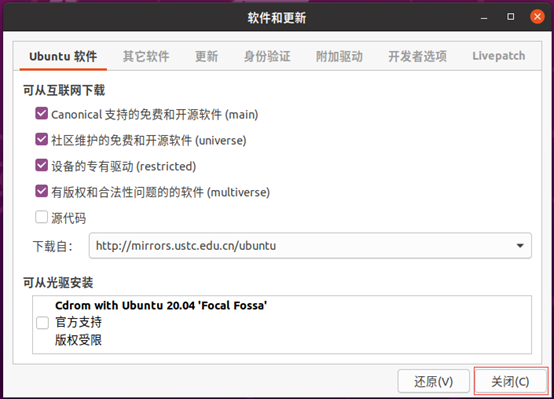 软件和更新
Ubuntu 软件 其它软件 更新 身份验证 附加驱动 开发者选项 Livepatch
可从互联网下载
Canonical 支持的免费和开源软件 (main)
社区维护的免费和开源软件 (universe)
设备的专有驱动 (restricted)
有版权和合法性问题的的软件 (multiverse)
源代码
下载自： http://mirrors.ustc.edu.cn/ubuntu
可从光驱安装
Cdrom with Ubuntu 20.04 'Focal Fossa'
官方支持
版权受限
还原(V) 关闭(C)